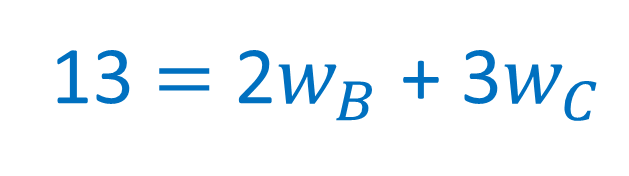 13 = 2w_B + 3w_C